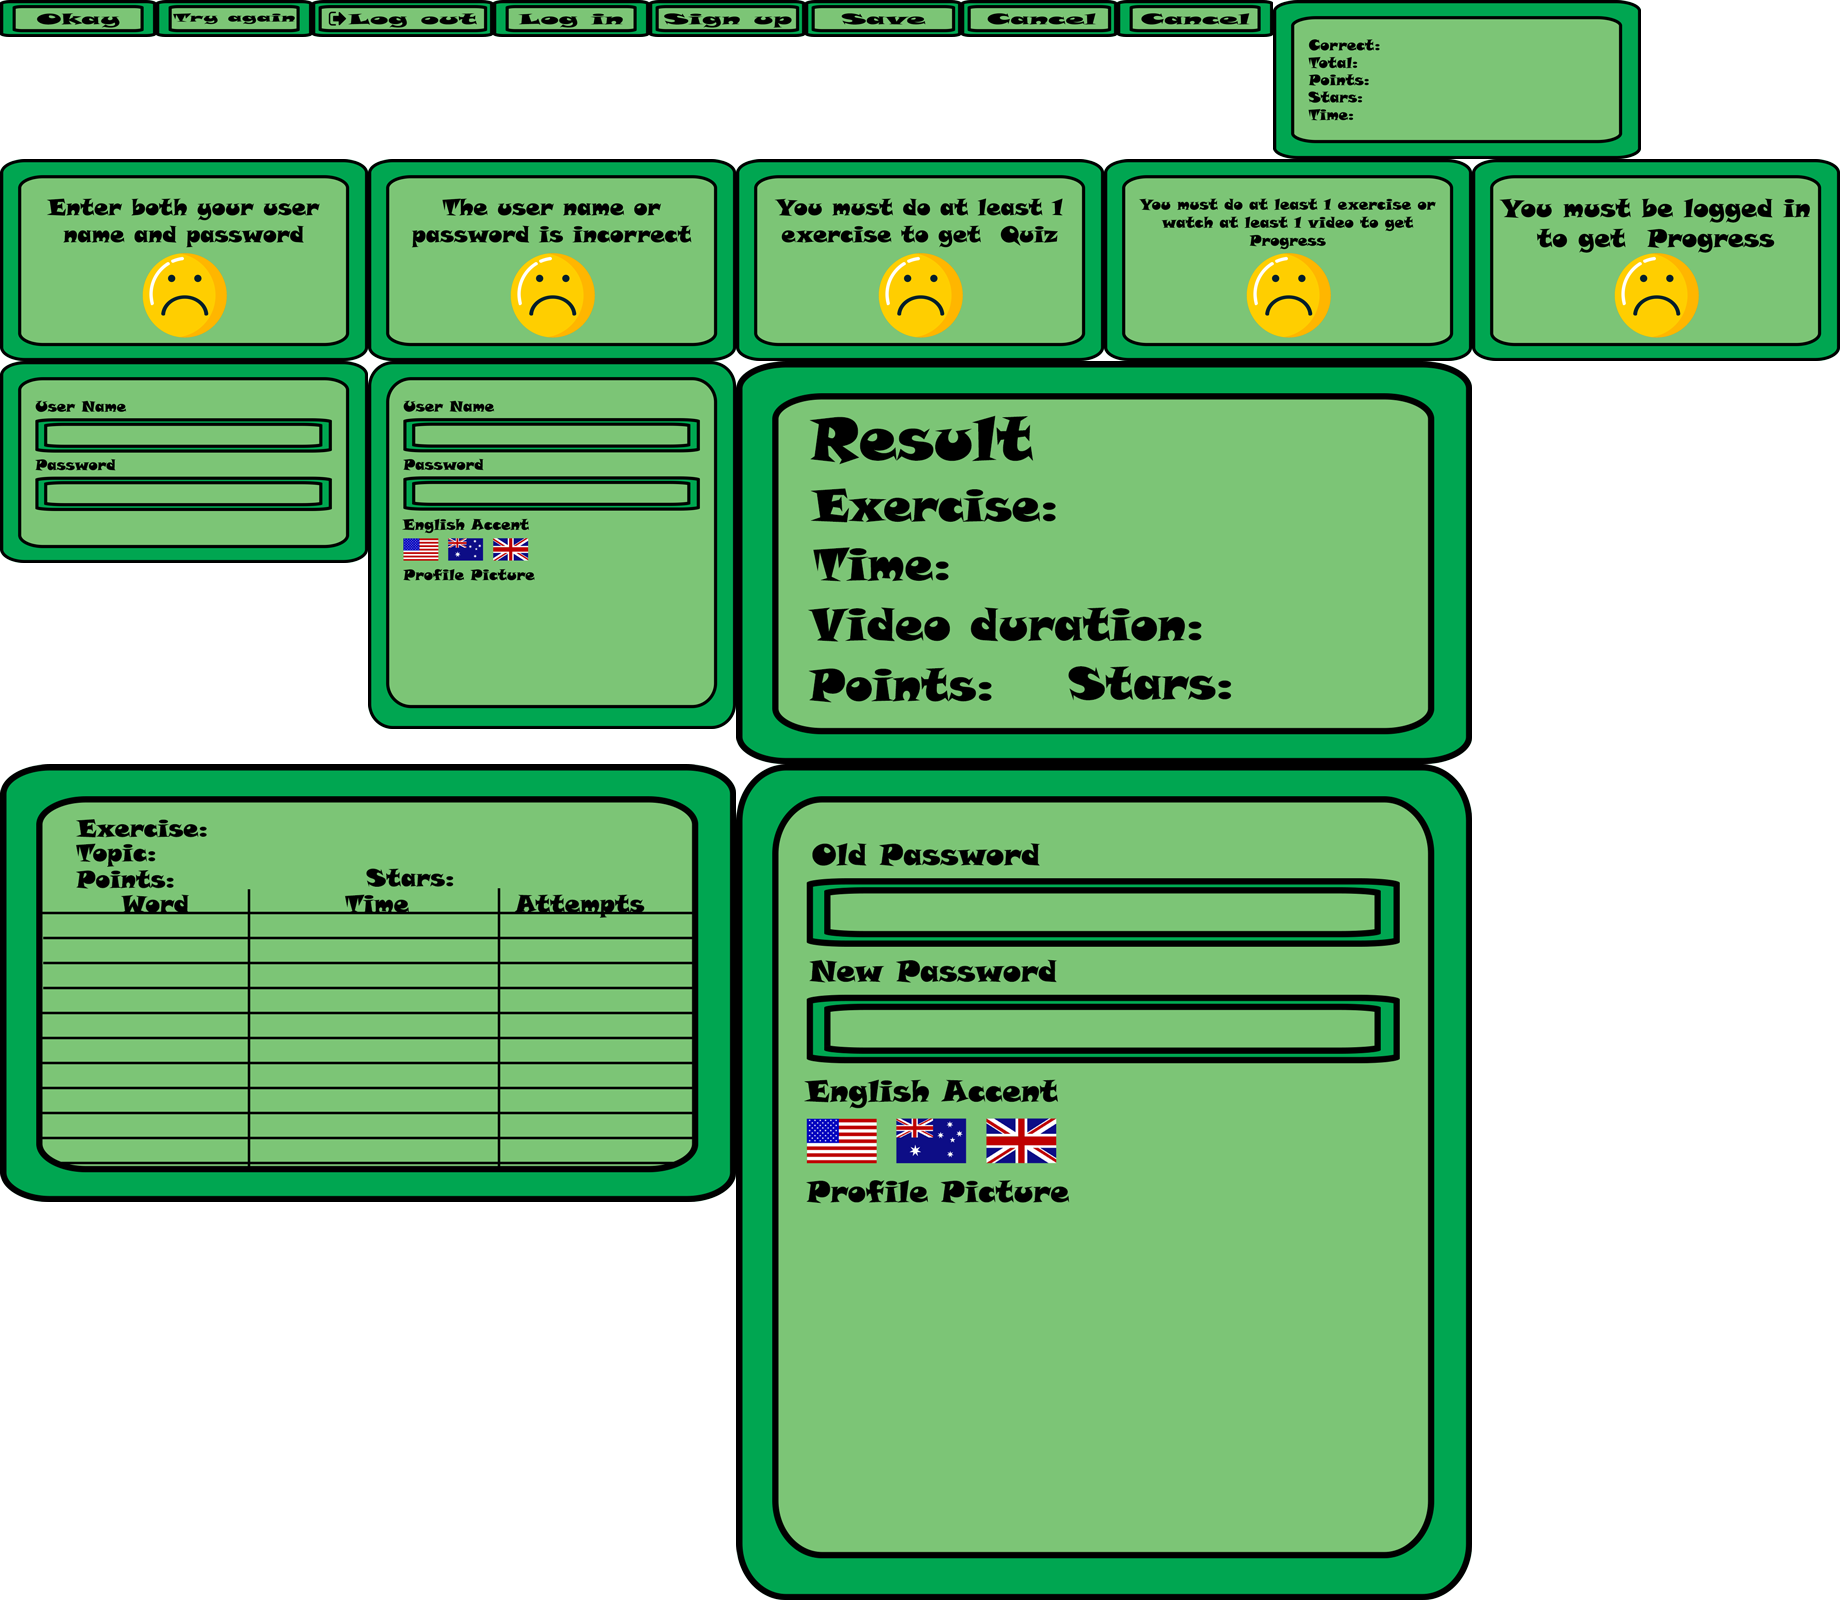 Okay
Try again
Log out
Log in
Sign up
Save
Cancel
Cancel
Correct:
Total:
Points:
Stars:
Time:
Enter both your user
name and password
The user name or
password is incorrect
You must do at least 1
exercise to get Quiz
You must do at least 1 exercise or
watch at least 1 video to get
Progress
You must be logged in
to get Progress
User Name
Password
User Name
Password
English Accent
Profile Picture
Result
Exercise:
Time:
Video duration:
Points: Stars:
Exercise:
Topic:
Points: Stars:
Word Time Attempts
Old Password
New Password
English Accent
Profile Picture